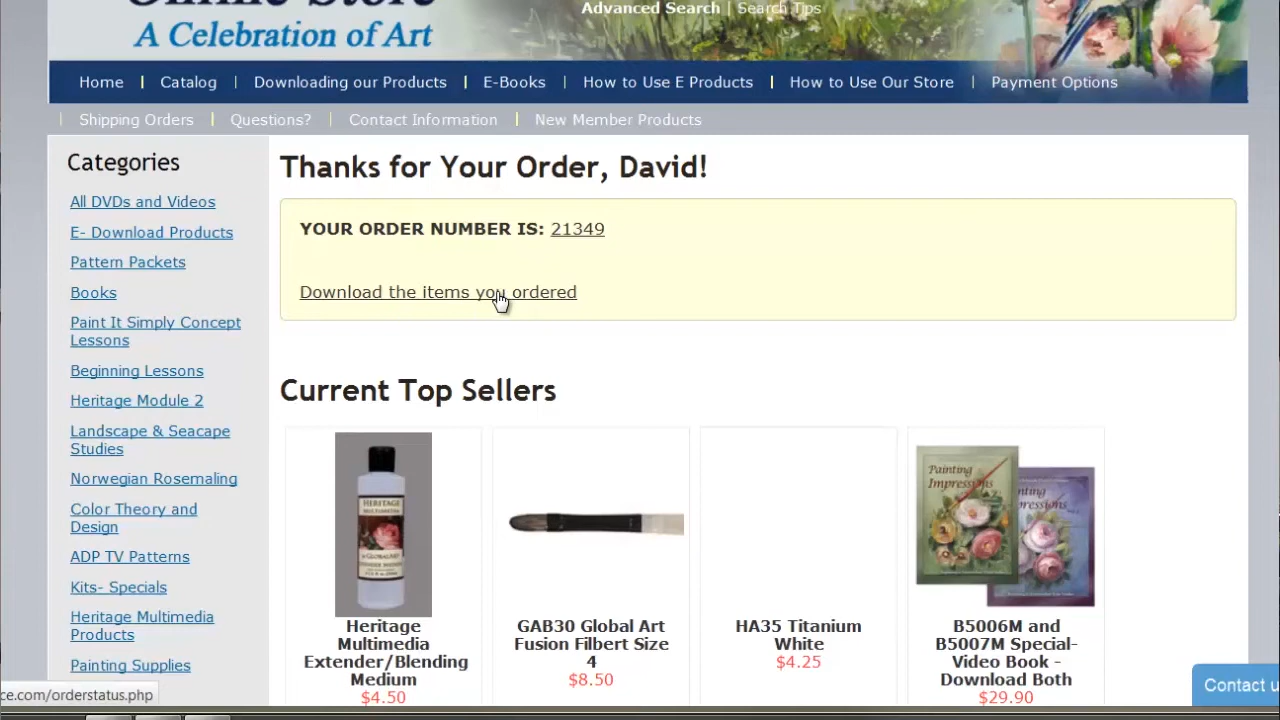 Online Store
A Celebration of Art
Advanced Search | Search Tips
Home | Catalog | Downloading our Products | E-Books | How to Use E Products | How to Use Our Store | Payment Options
| Shipping Orders | Questions? | Contact Information | New Member Products
Categories
All DVDs and Videos
E- Download Products
Pattern Packets
Books
Paint It Simply Concept
Lessons
Beginning Lessons
Heritage Module 2
Landscape & Seacape
Studies
Norwegian Rosemaling
Color Theory and
Design
ADP TV Patterns
Kits- Specials
Heritage Multimedia
Products
Painting Supplies
Thanks for Your Order, David!
YOUR ORDER NUMBER IS: 21349
Download the items you ordered
Current Top Sellers
HERITAGE
MULTIMEDIA
Painting
Impressions
Painting
Impressions
Heritage
Multimedia
Extender/Blending
Medium
$4.50
GAB30 Global Art
Fusion Filbert Size
4
$8.50
HA35 Titanium
White
$4.25
B5006M and
B5007M Special-
Video Book -
Download Both
$29.90
Contact u
ce.com/orderstatus.php